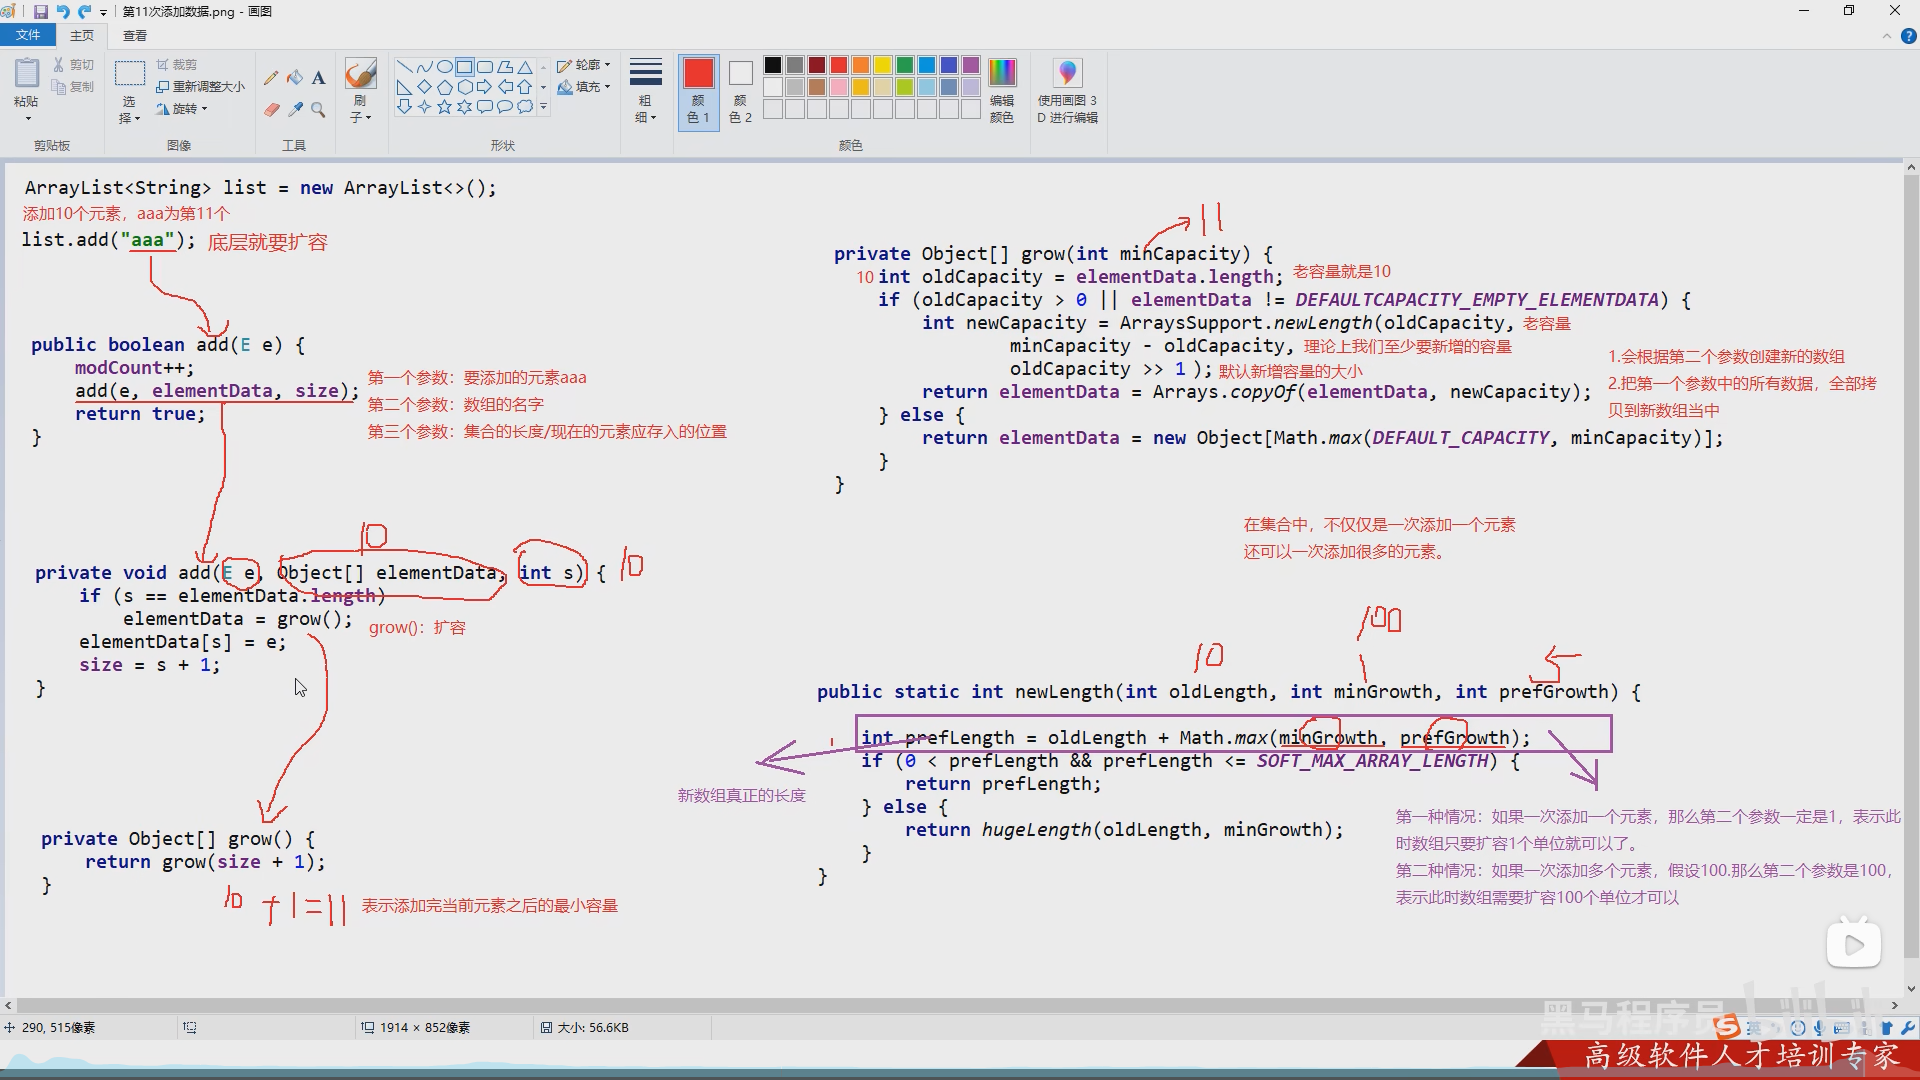 第11次添加数据.png - 画图
文件 主页 查看
粘贴
剪切
复制
剪贴板
选择
裁剪
重新调整大小
旋转
图像
A
工具
刷子
轮廓
填充
形状
粗细
颜色 1
颜色 2
编辑颜色
颜色
使用画图 3D 进行编辑
ArrayList<String> list = new ArrayList<>();
添加10个元素，aaa为第11个
list.add("aaa"); 底层就要扩容
public boolean add(E e) {
modCount++;
add(e, elementData, size);
return true;
}
第一个参数：要添加的元素aaa
第二个参数：数组的名字
第三个参数：集合的长度/现在的元素应存入的位置
10
private void add(E e, Object[] elementData, int s) { 10
if (s == elementData.length)
elementData = grow(); grow()：扩容
elementData[s] = e;
size = s + 1;
}
private Object[] grow() {
return grow(size + 1);
}
10 +1=11 表示添加完当前元素之后的最小容量
11
private Object[] grow(int minCapacity) {
10 int oldCapacity = elementData.length; 老容量就是10
if (oldCapacity > 0 || elementData != DEFAULTCAPACITY_EMPTY_ELEMENTDATA) {
int newCapacity = ArraysSupport.newLength(oldCapacity, 老容量
minCapacity - oldCapacity, 理论上我们至少要新增的容量
oldCapacity >> 1 ); 默认新增容量的大小
return elementData = Arrays.copyOf(elementData, newCapacity);
} else {
return elementData = new Object[Math.max(DEFAULT_CAPACITY, minCapacity)];
}
}
1.会根据第二个参数创建新的数组
2.把第一个参数中的所有数据，全部拷
贝到新数组当中
在集合中，不仅仅是一次添加一个元素
还可以一次添加很多的元素。
10 100 5
public static int newLength(int oldLength, int minGrowth, int prefGrowth) {
int prefLength = oldLength + Math.max(minGrowth, prefGrowth);
if (0 < prefLength && prefLength <= SOFT_MAX_ARRAY_LENGTH) {
return prefLength;
} else {
return hugeLength(oldLength, minGrowth);
}
}
新数组真正的长度
第一种情况：如果一次添加一个元素，那么第二个参数一定是1，表示此
时数组只要扩容1个单位就可以了。
第二种情况：如果一次添加多个元素，假设100.那么第二个参数是100，
表示此时数组需要扩容100个单位才可以
290, 515像素
1914 × 852像素
大小: 56.6KB
黑马程序员
英
高级软件人才培训专家